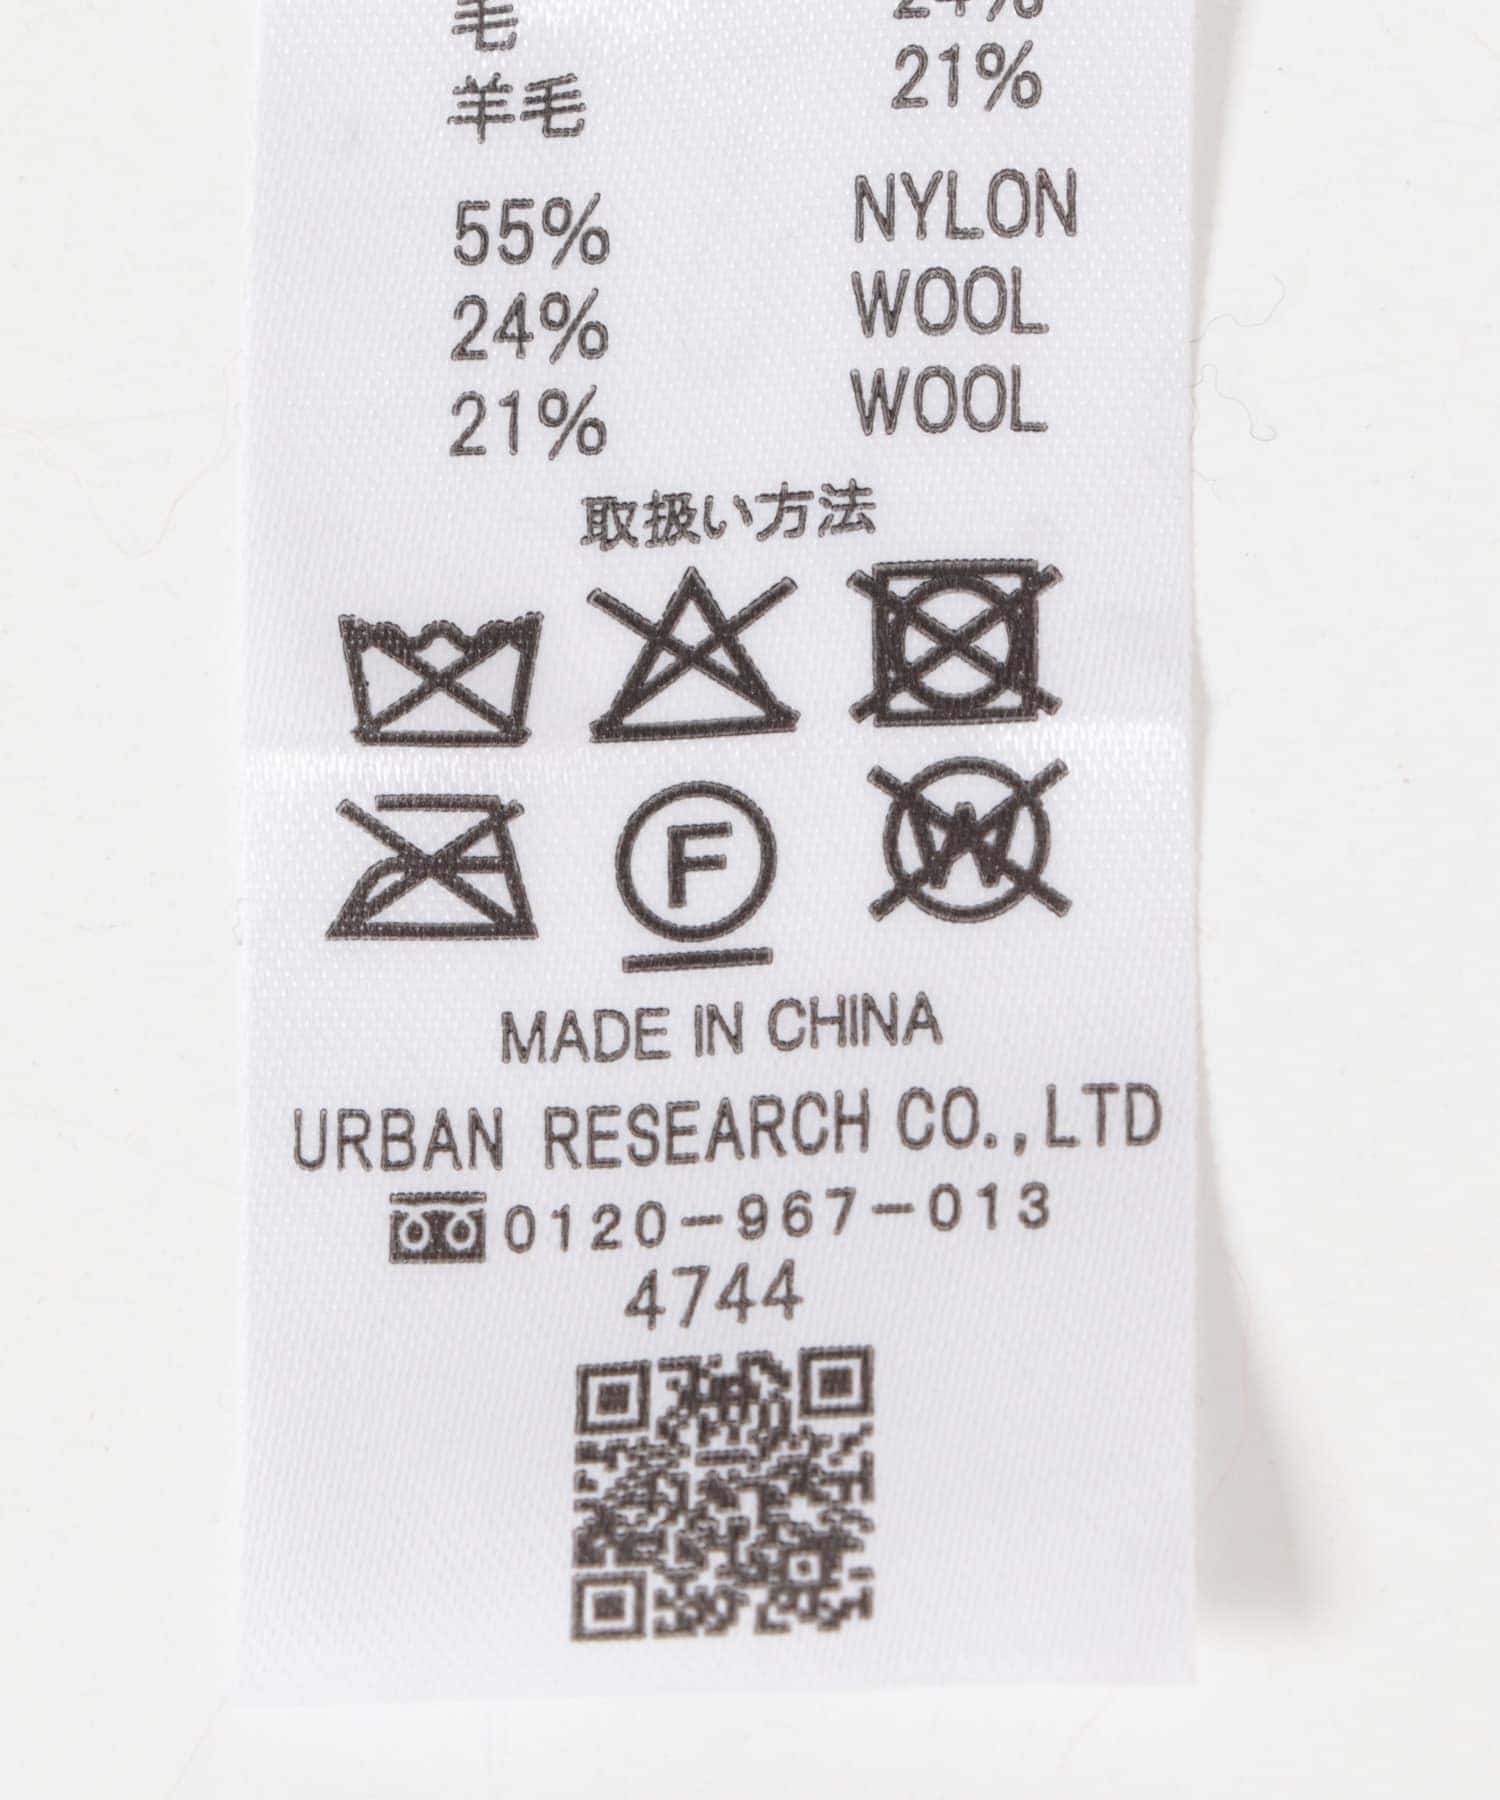 毛 24%
羊毛 21%
55% NYLON
24% WOOL
21% WOOL
取扱い方法
F W
MADE IN CHINA
URBAN RESEARCH CO.,LTD
0120-967-013
4744